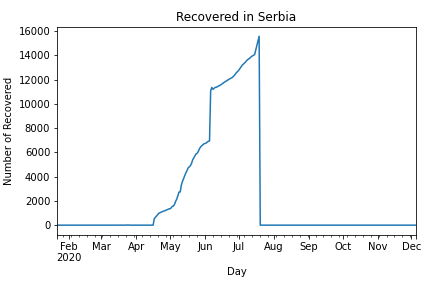 Recovered in Serbia
Number of Recovered
16000
14000
12000
10000
8000
6000
4000
2000
0
Feb Mar Apr May Jun Jul Aug Sep Oct Nov Dec
2020
Day